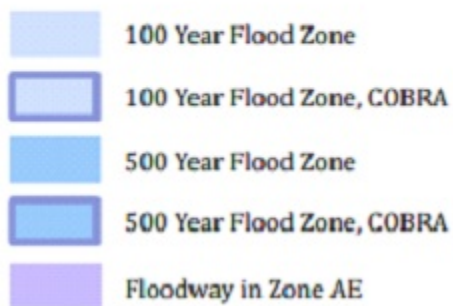 100 Year Flood Zone
100 Year Flood Zone, COBRA
500 Year Flood Zone
500 Year Flood Zone, COBRA
Floodway in Zone AE